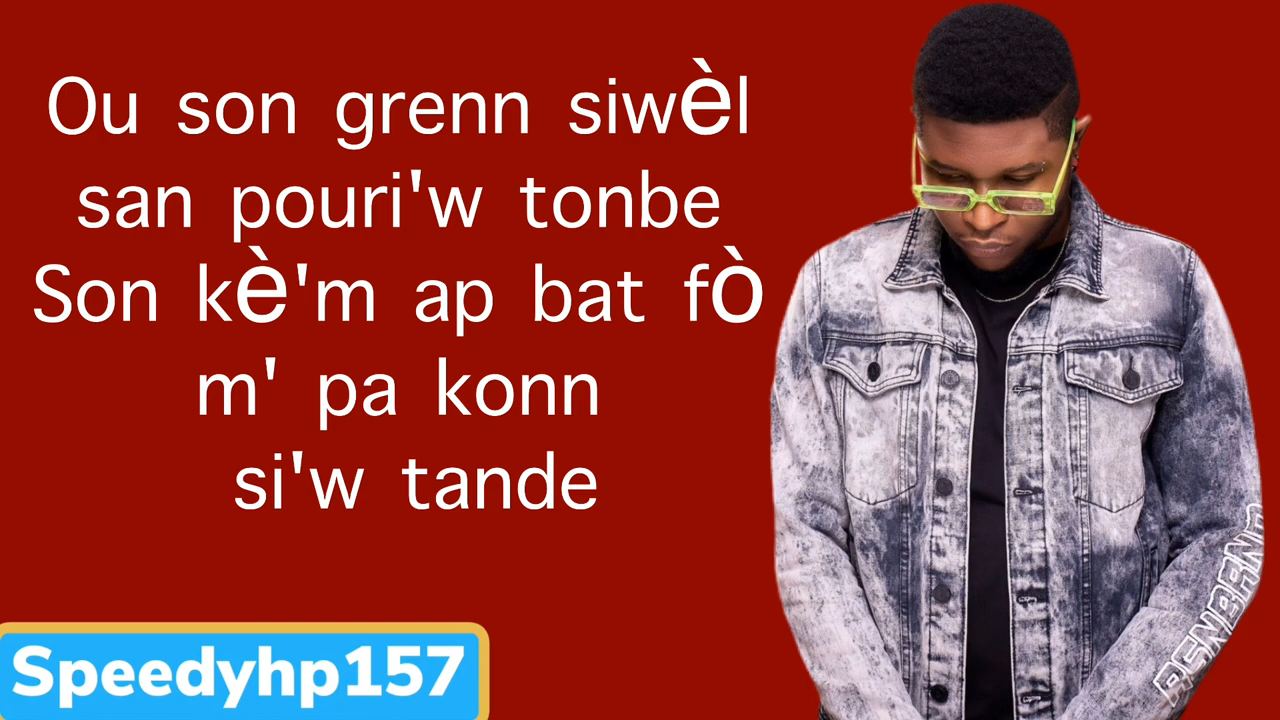 Ou son grenn siwèl
san pouri'w tonbe
Son kè'm ap bat fò
m' pa konn
si'w tande
Speedyhp157